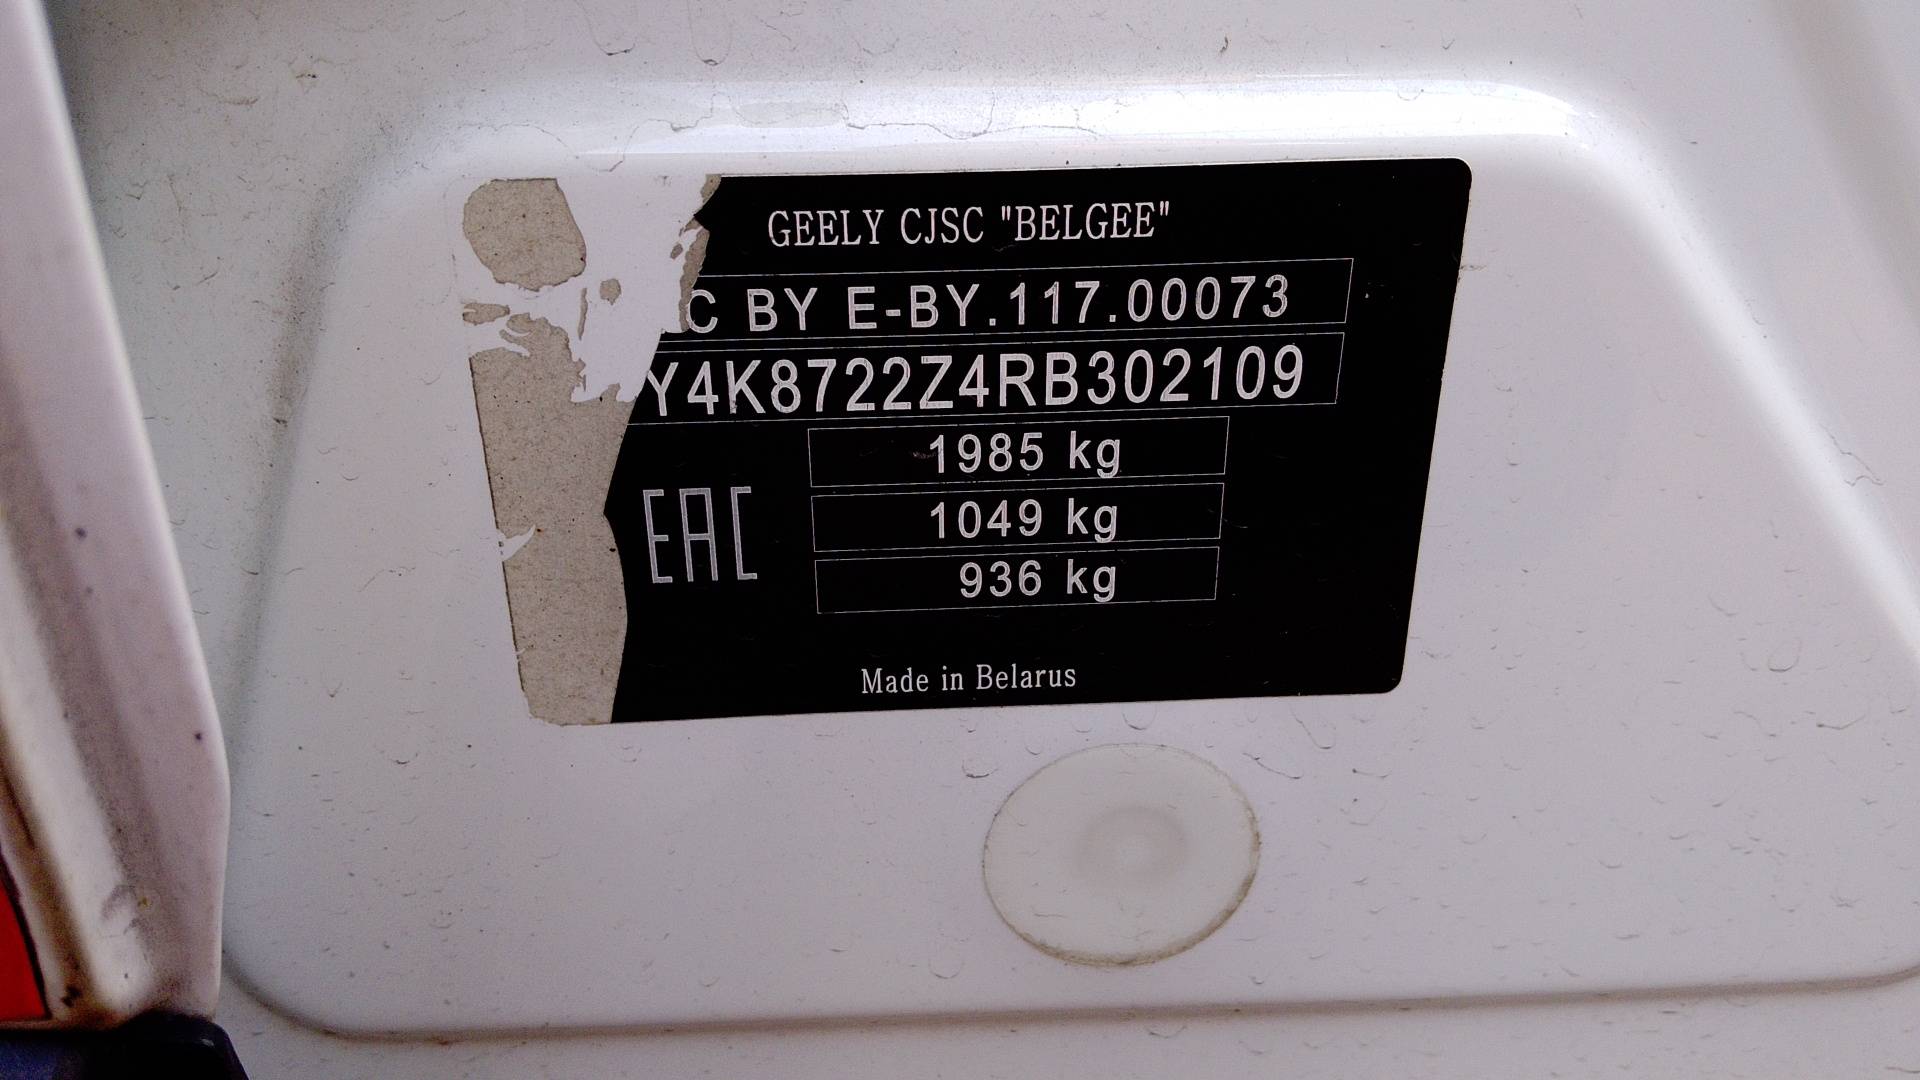 GEELY CJSC "BELGEE"
C BY E-BY.117.00073
Y4K8722Z4RB302109
1985 kg
1049 kg
EAC
936 kg
Made in Belarus